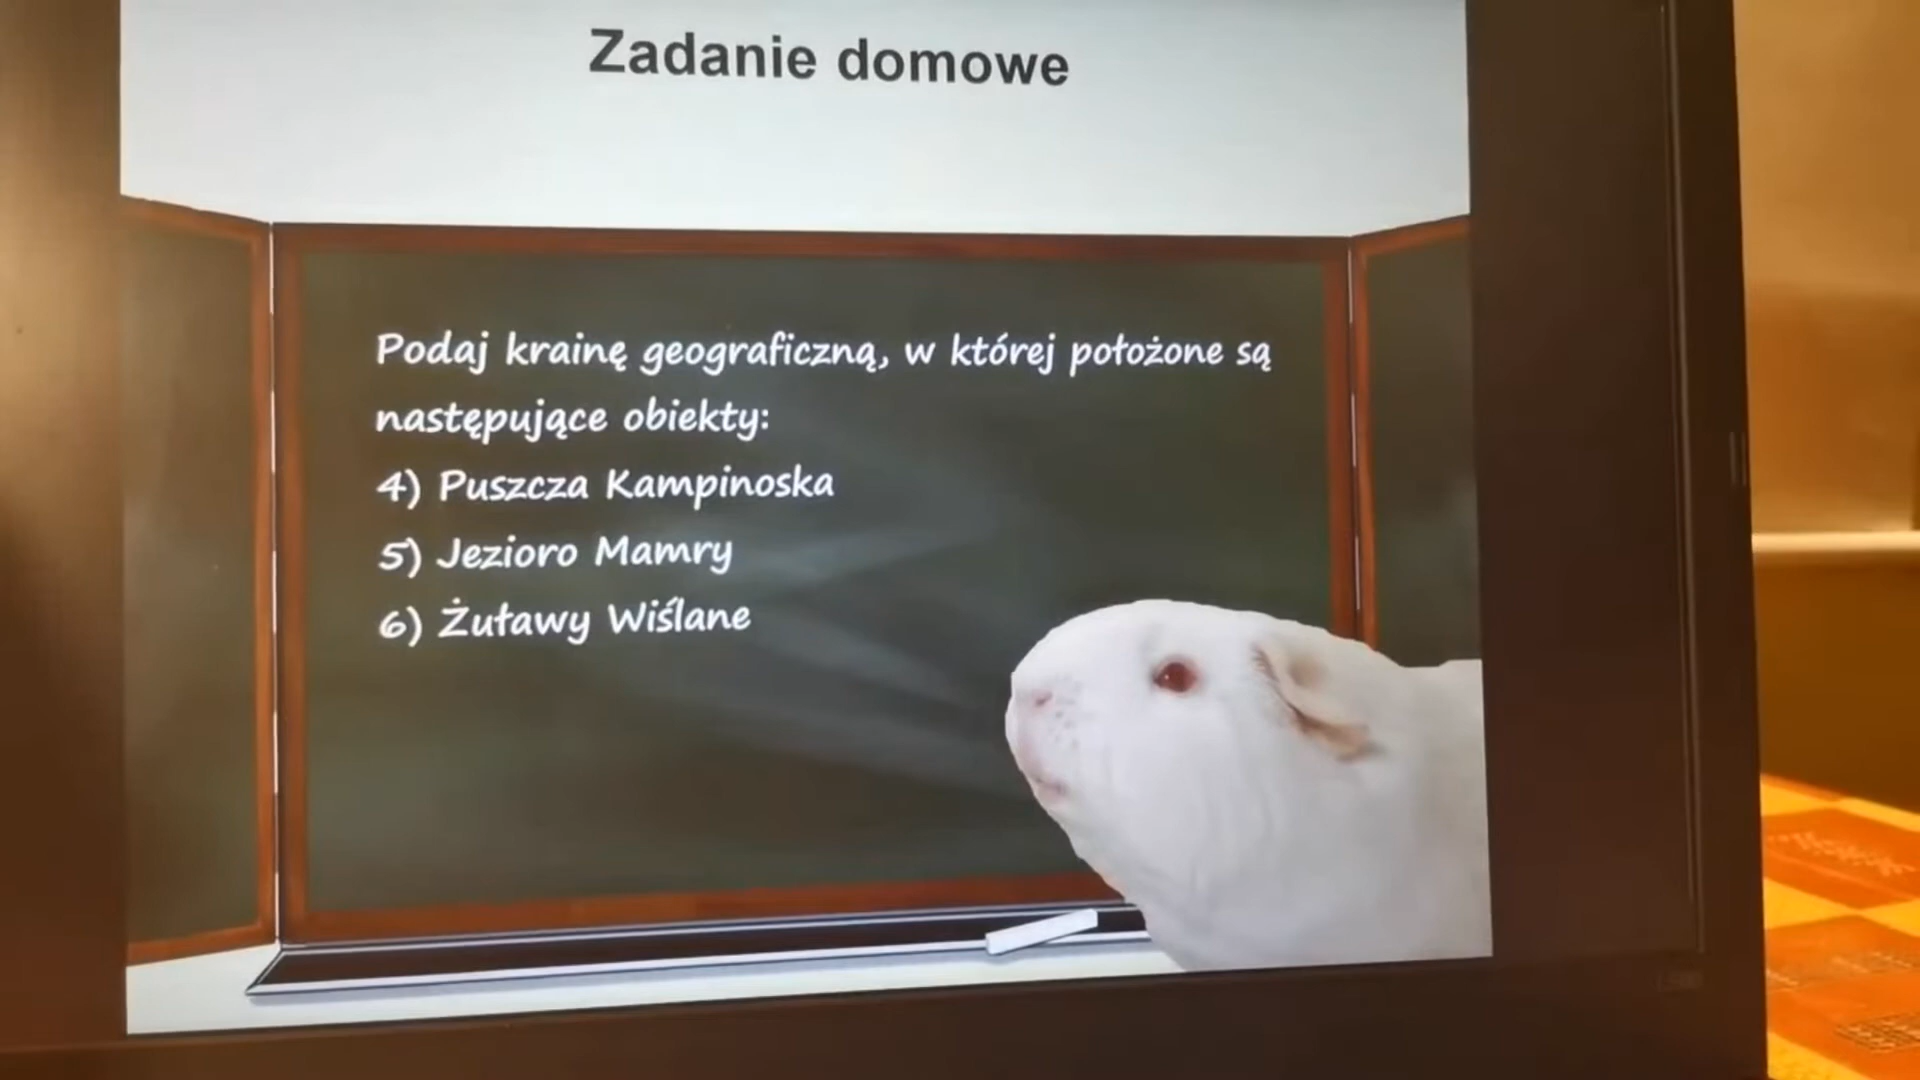 Zadanie domowe
Podaj krainę geograficzną, w której położone są
następujące obiekty:
4) Puszcza Kampinoska
5) Jezioro Mamry
6) Żuławy Wiślane